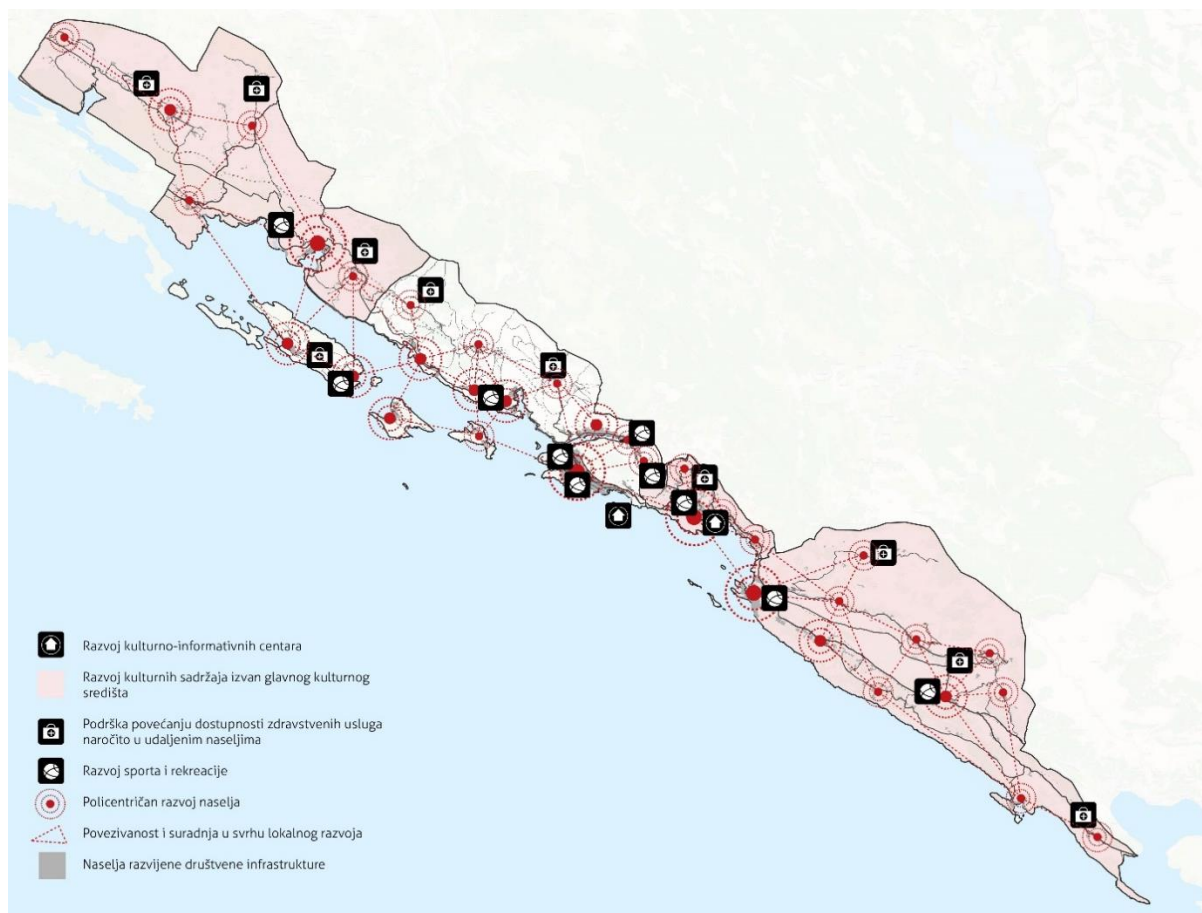 Razvoj kulturno-informativnih centara
Razvoj kulturnih sadržaja izvan glavnog kulturnog
središta
Podrška povećanju dostupnosti zdravstvenih usluga
naročito u udaljenim naseljima
Razvoj sporta i rekreacije
Policentričan razvoj naselja
Povezivanost i suradnja u svrhu lokalnog razvoja
Naselja razvijene društvene infrastrukture